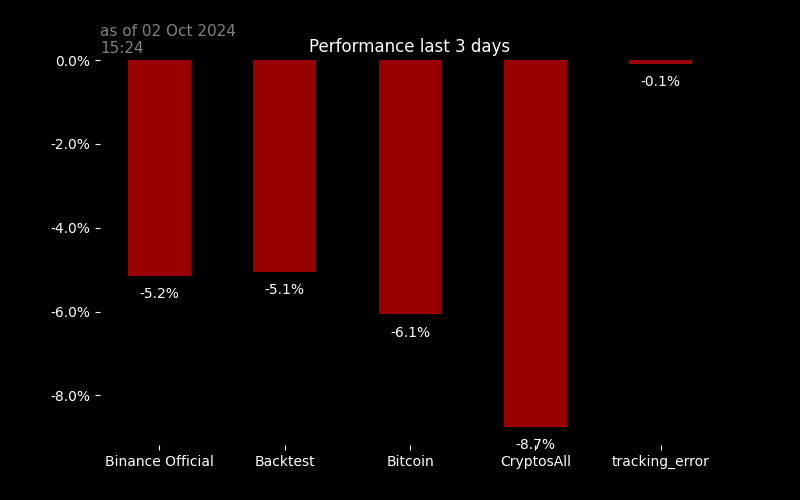 as of 02 Oct 2024
15:24
Performance last 3 days
0.0%
-2.0%
-4.0%
-6.0%
-8.0%
-5.2%
-5.1%
-6.1%
-8.7%
-0.1%
Binance Official
Backtest
Bitcoin
CryptosAll
tracking_error